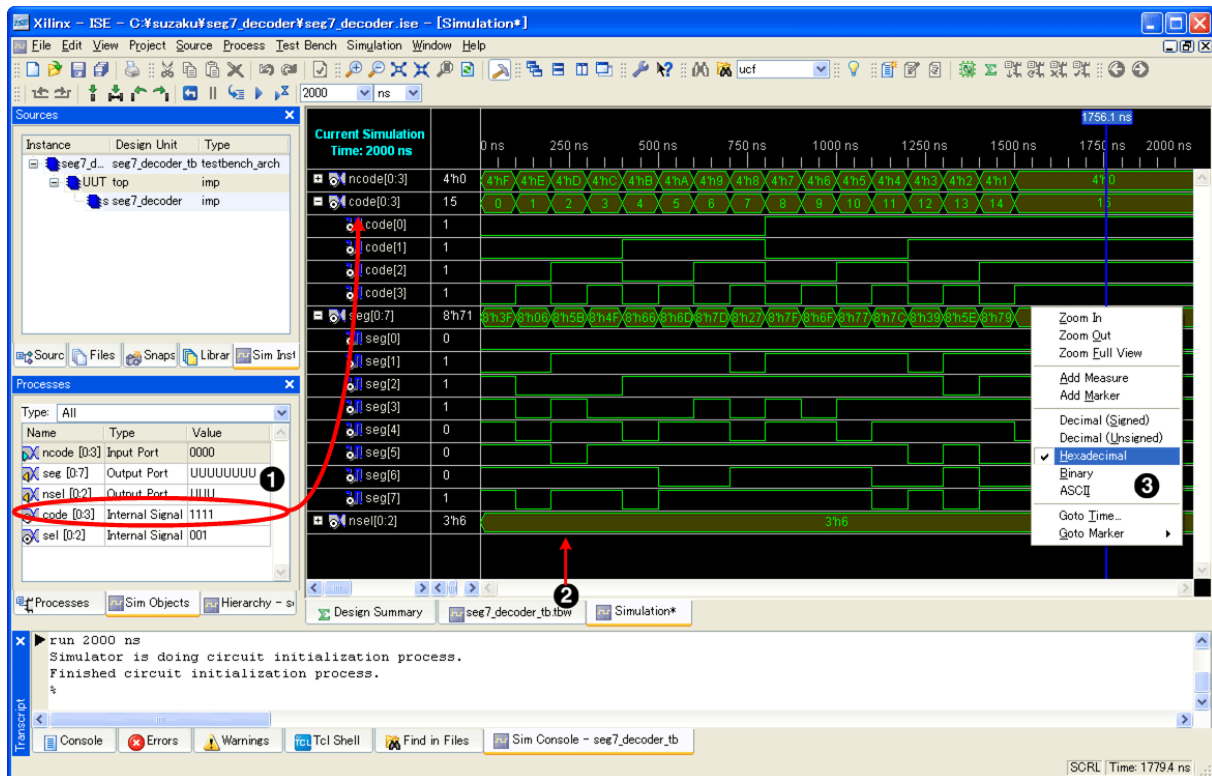 Xilinx - ISE - C:¥suzaku¥seg7_decoder¥seg7_decoder.ise - [Simulation*]
File Edit View Project Source Process Test Bench Simulation Window Help
ucf
2000 ns
Sources
Instance Design Unit Type
seg7_d... seg7_decoder_tb testbench_arch
UUT top imp
s seg7_decoder imp
Sourc Files Snaps Librar Sim Inst
Processes
Type: All
Name Type Value
ncode [0:3] Input Port 0000
seg [0:7] Output Port UUUUUUUU
nsel [0:2] Output Port UUU
code [0:3] Internal Signal 1111
sel [0:2] Internal Signal 001
❶
Processes Sim Objects Hierarchy - s
Current Simulation
Time: 2000 ns
1756.1 ns
0 ns 250 ns 500 ns 750 ns 1000 ns 1250 ns 1500 ns 1750 ns 2000 ns
ncode[0:3] 4'h0 4'hF 4'hE 4'hD 4'hC 4'hB 4'hA 4'h9 4'h8 4'h7 4'h6 4'h5 4'h4 4'h3 4'h2 4'h1 4'h0
code[0:3] 15 0 1 2 3 4 5 6 7 8 9 10 11 12 13 14 15
code[0] 1
code[1] 1
code[2] 1
code[3] 1
seg[0:7] 8'h71 8'h3F 8'h06 8'h5B 8'h4F 8'h66 8'h6D 8'h7D 8'h27 8'h7F 8'h6F 8'h77 8'h7C 8'h39 8'h5E 8'h79
seg[0] 0
seg[1] 1
seg[2] 1
seg[3] 1
seg[4] 0
seg[5] 0
seg[6] 0
seg[7] 1
nsel[0:2] 3'h6 3'h6
❷
Zoom In
Zoom Out
Zoom Full View
Add Measure
Add Marker
Decimal (Signed)
Decimal (Unsigned)
Hexadecimal
Binary
ASCII
❸
Goto Time...
Goto Marker
Design Summary seg7_decoder_tb.tbw Simulation*
run 2000 ns
Simulator is doing circuit initialization process.
Finished circuit initialization process.
%
Transcript
Console Errors Warnings TCL Tcl Shell Find in Files Sim Console - seg7_decoder_tb
SCRL Time: 1779.4 ns